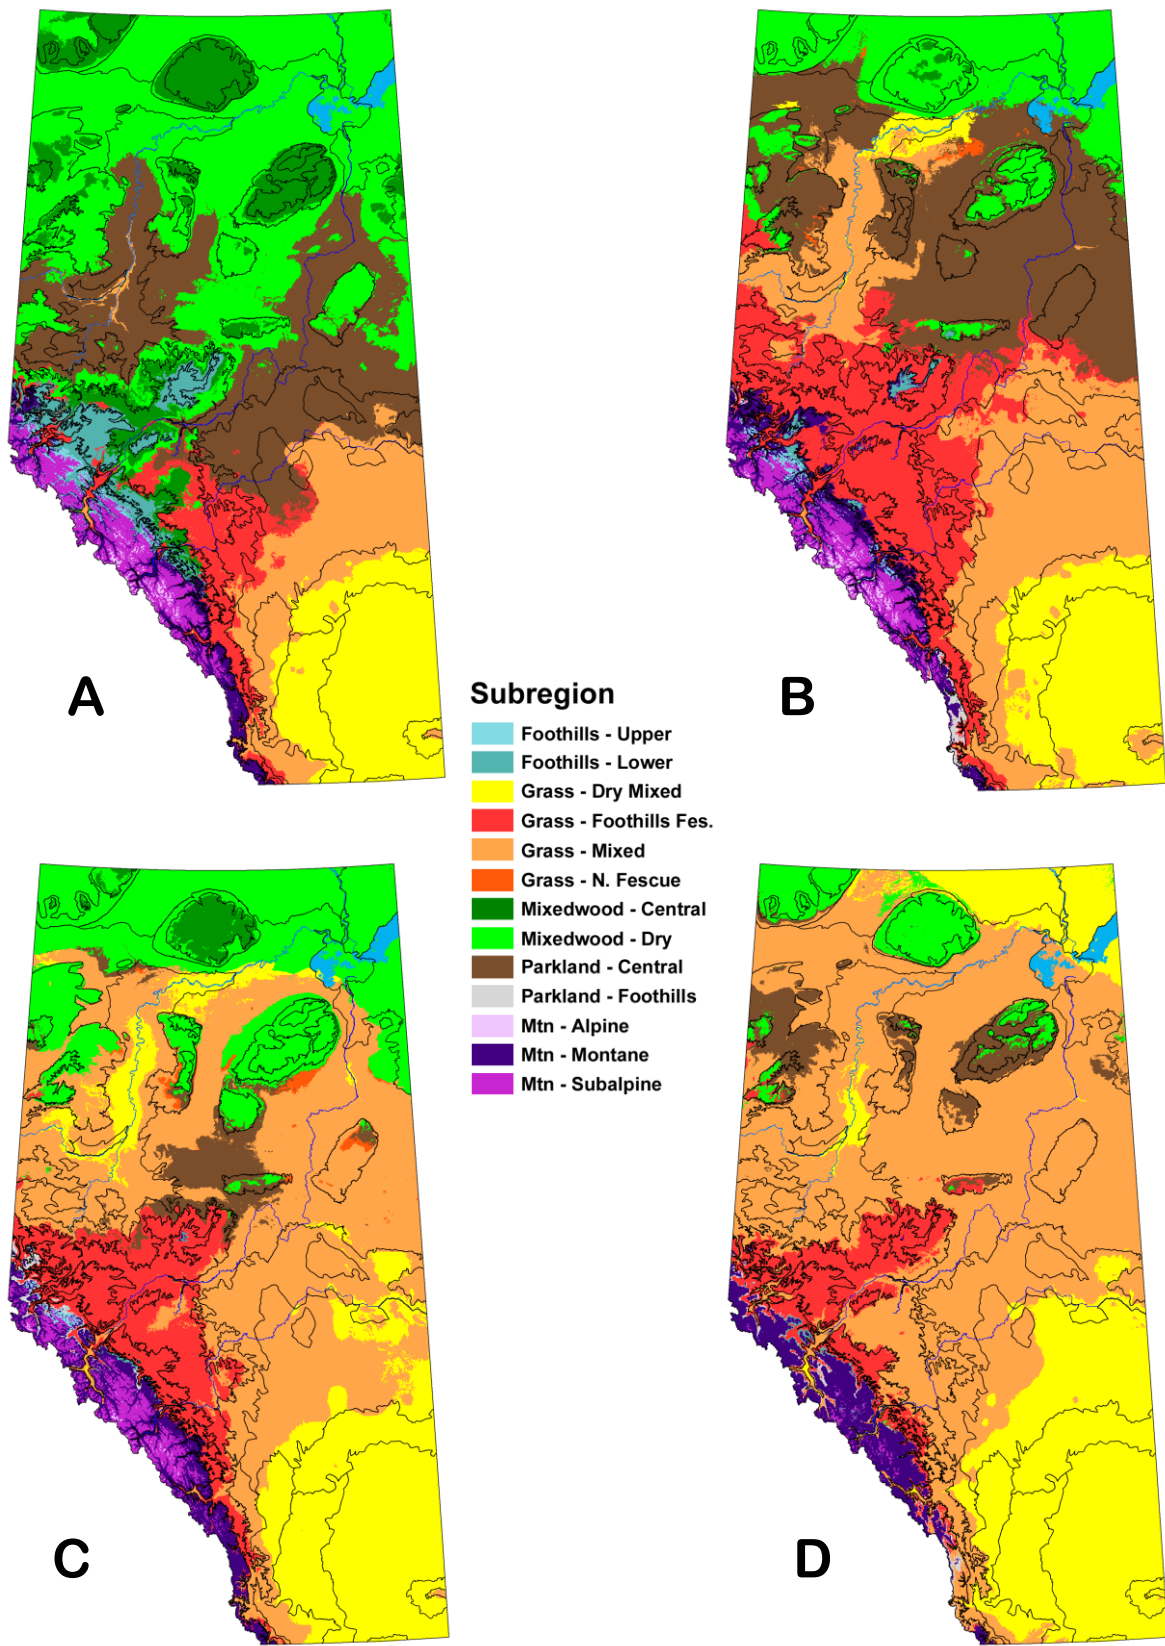 A
B
Subregion
Foothills - Upper
Foothills - Lower
Grass - Dry Mixed
Grass - Foothills Fes.
Grass - Mixed
Grass - N. Fescue
Mixedwood - Central
Mixedwood - Dry
Parkland - Central
Parkland - Foothills
Mtn - Alpine
Mtn - Montane
Mtn - Subalpine
C
D